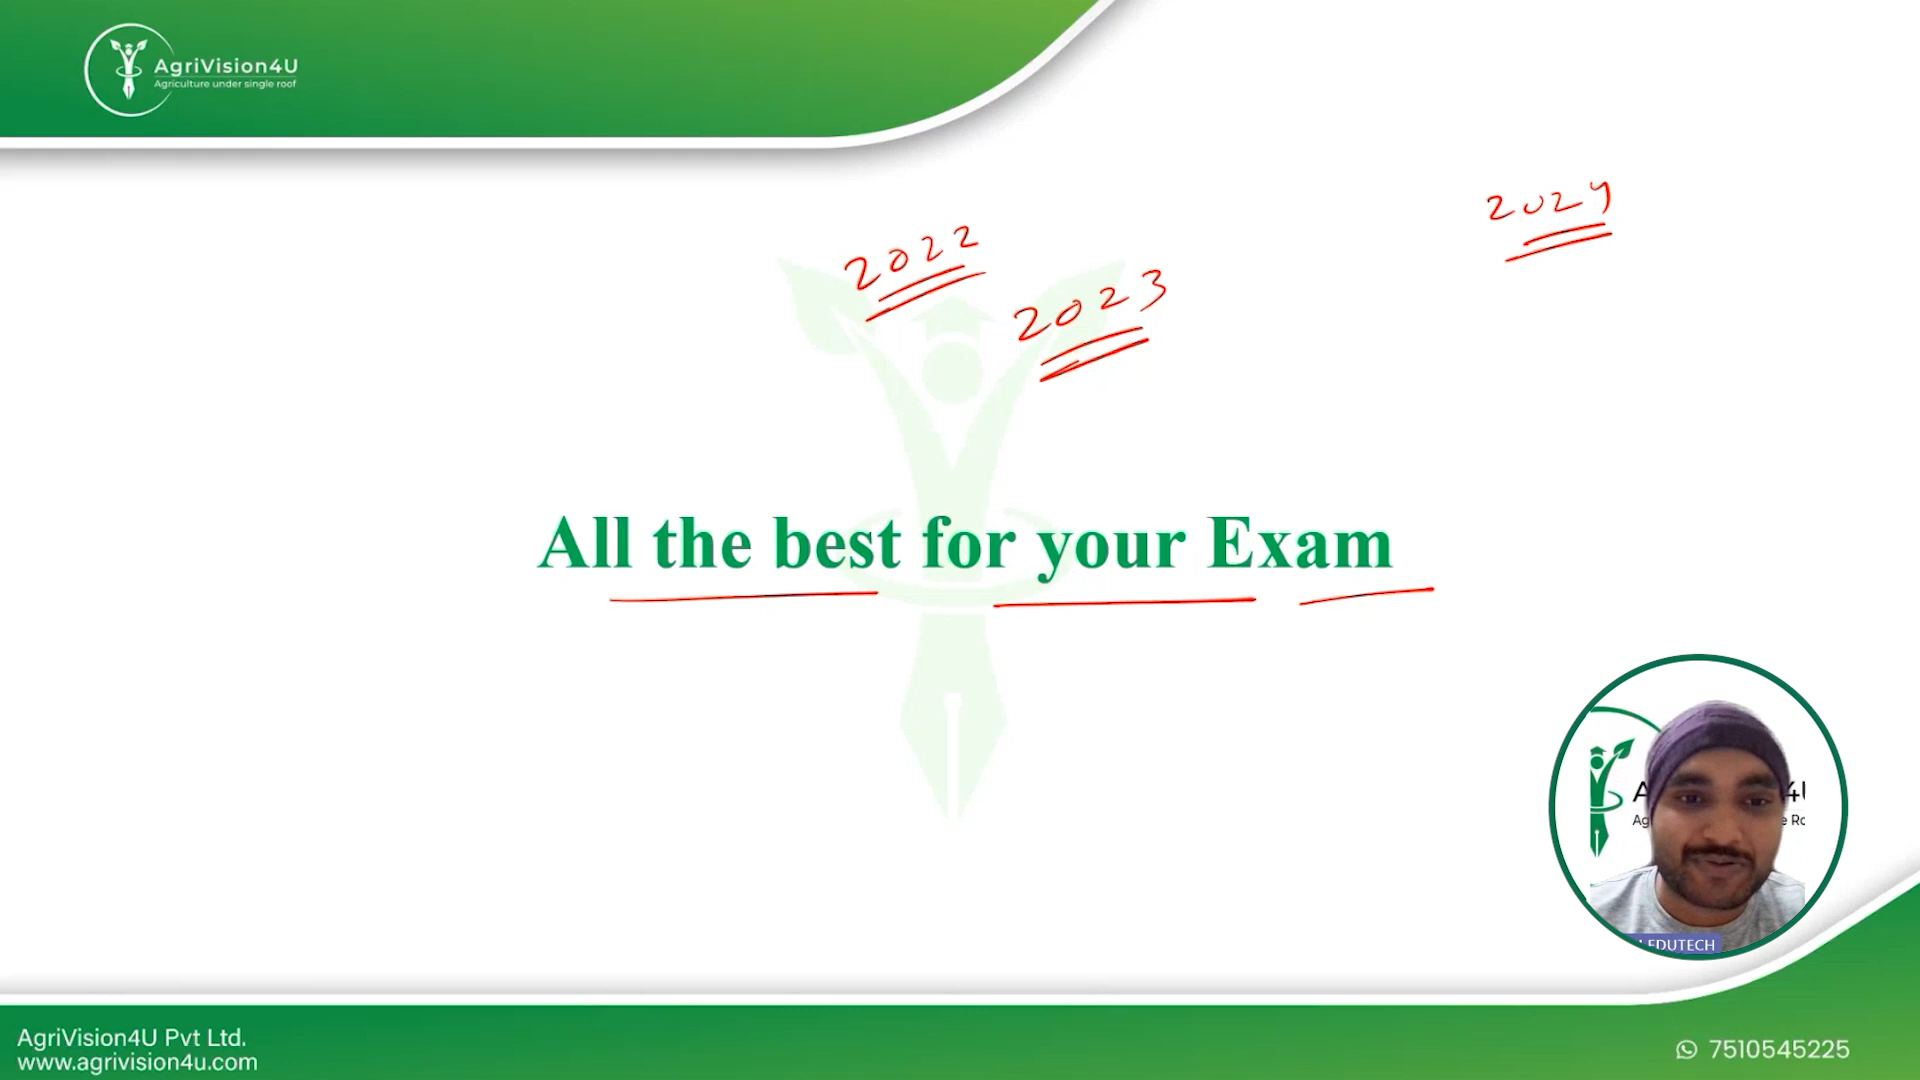 AgriVision4U
Agriculture under single roof
2024
2022
2023
All the best for your Exam
4U
EDUTECH
AgriVision4U Pvt Ltd.
www.agrivision4u.com
7510545225